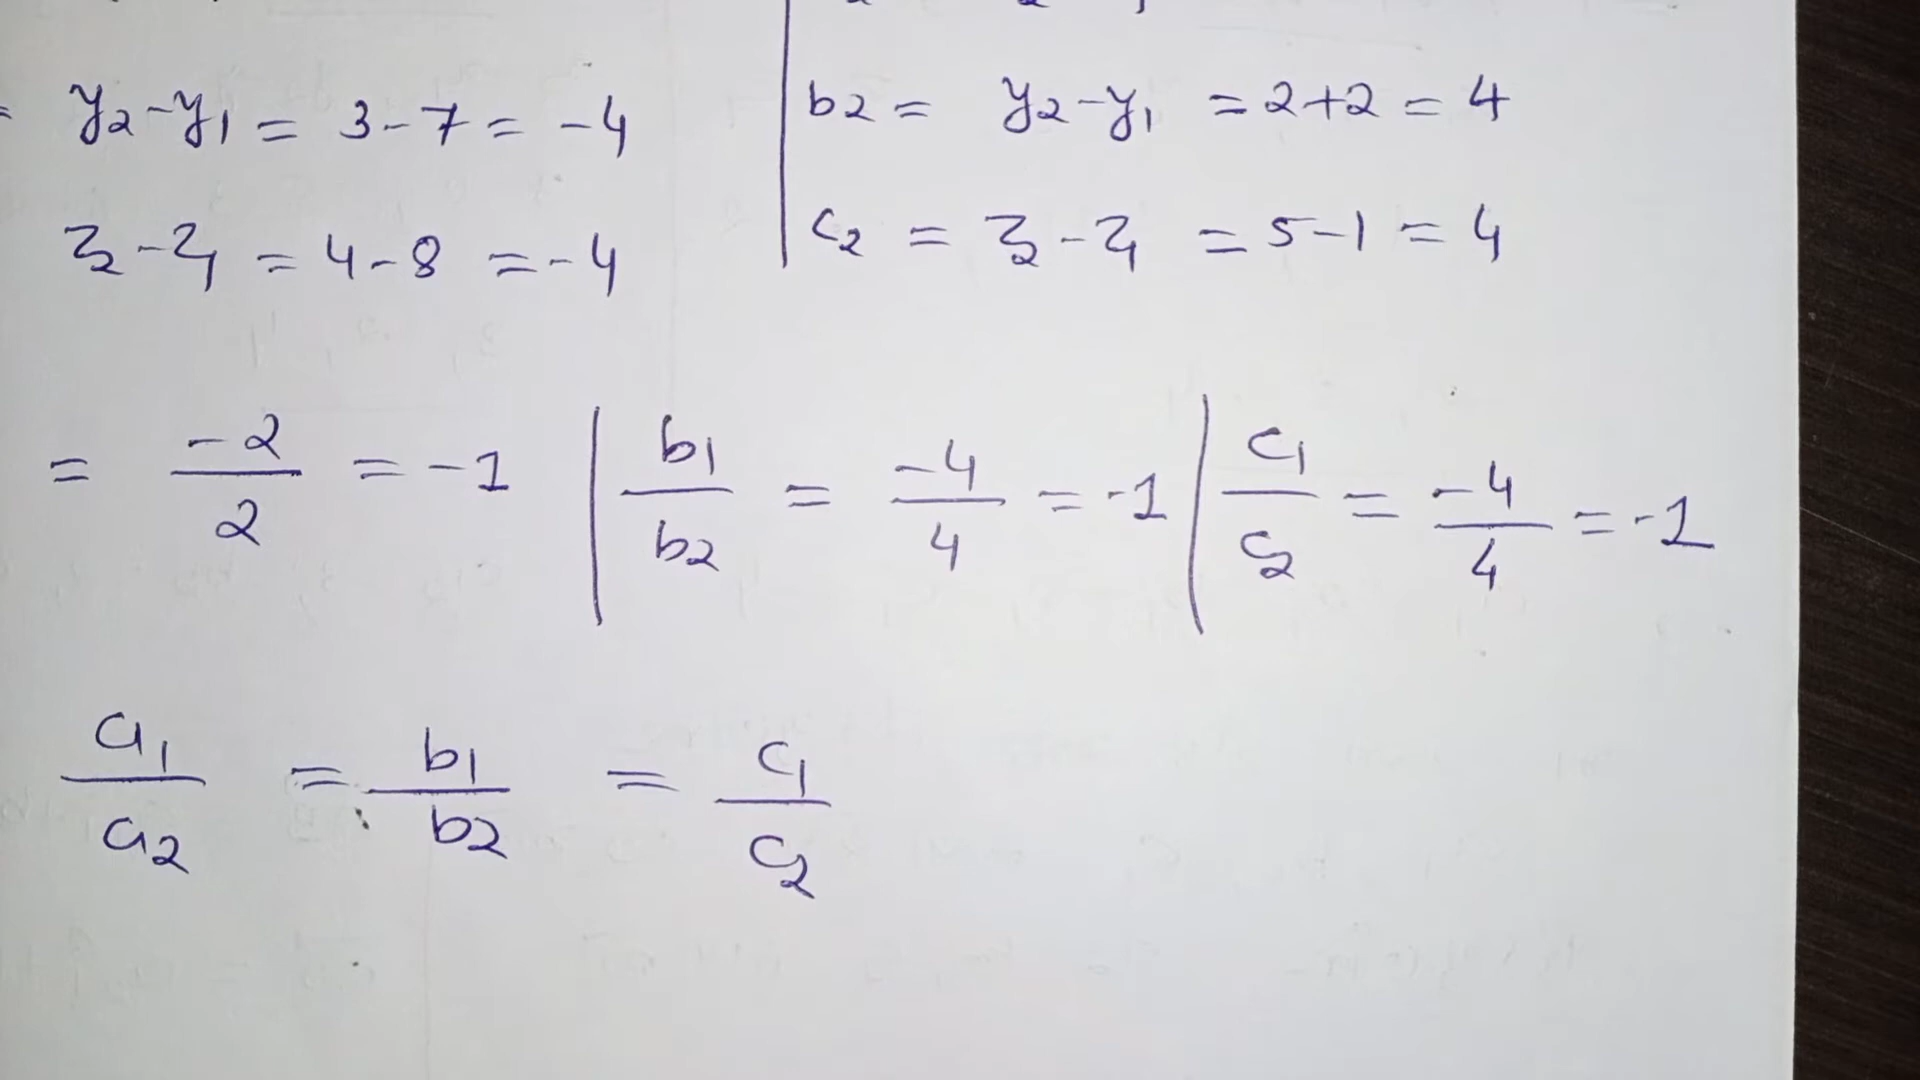 = y₂-y₁ = 3-7 = -4
z₂-z₁ = 4-8 = -4
b2 = y₂-y₁ = 2+2 = 4
c₂ = z₂-z₁ = 5-1 = 4
= -2/2 = -1 | b₁/b₂ = -4/4 = -1 | c₁/c₂ = -4/4 = -1
a₁/a₂ = b₁/b₂ = c₁/c₂